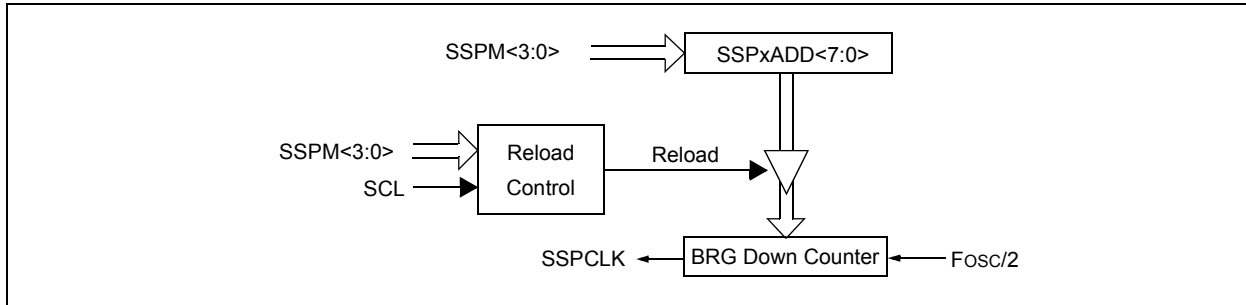 SSPM<3:0>
SSPxADD<7:0>
SSPM<3:0>
SCL
Reload
Control
Reload
SSPCLK
BRG Down Counter
FOSC/2